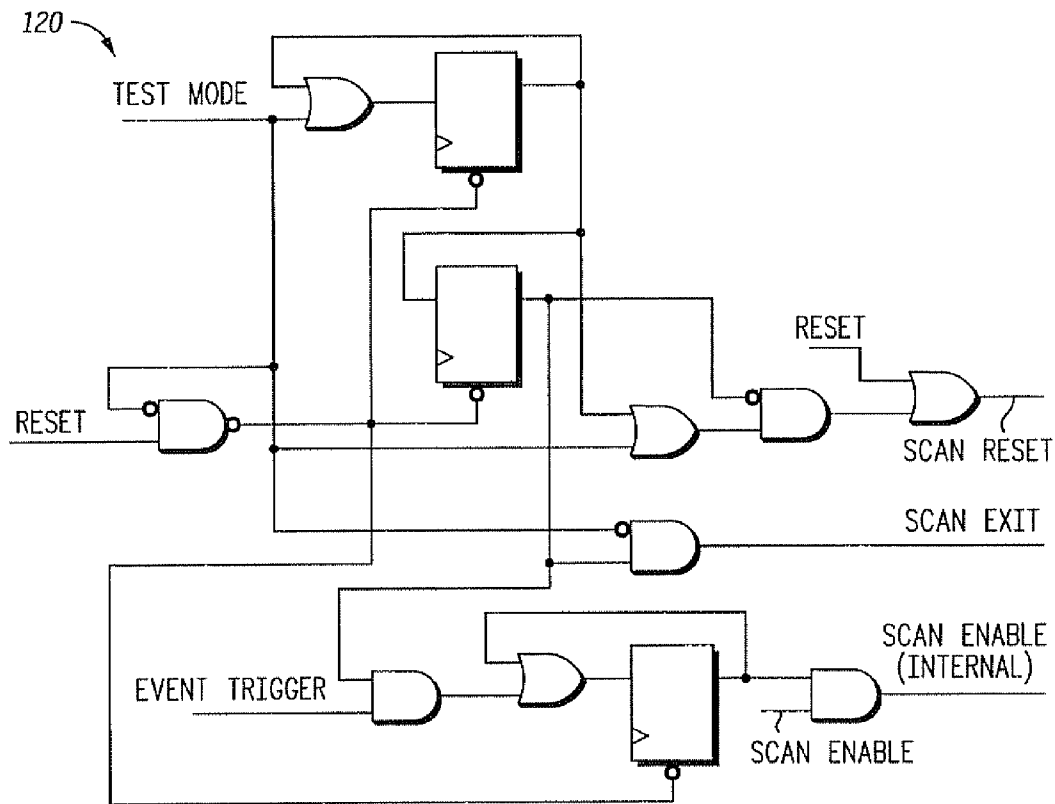 120
TEST MODE
RESET
RESET
SCAN RESET
SCAN EXIT
SCAN ENABLE
(INTERNAL)
EVENT TRIGGER
SCAN ENABLE